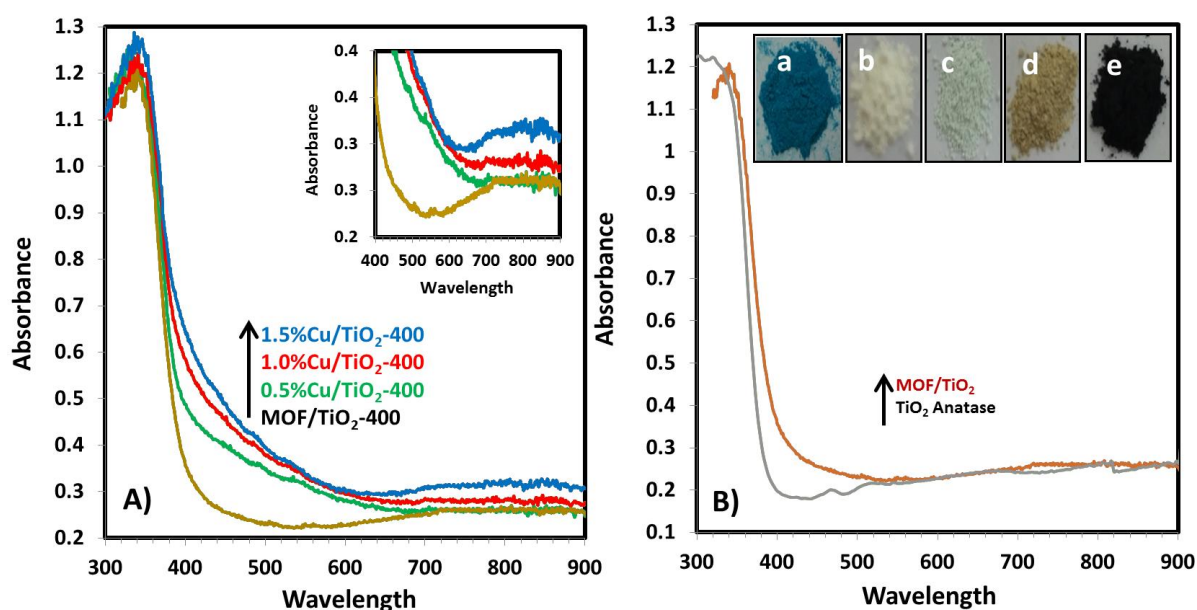 1.3
1.2
1.1
1.0
0.9
0.8
0.7
0.6
0.5
0.4
0.3
0.2
Absorbance
300 400 500 600 700 800 900
Wavelength
A)
1.5%Cu/TiO₂-400
1.0%Cu/TiO₂-400
0.5%Cu/TiO₂-400
MOF/TiO₂-400
0.4
0.4
0.3
0.3
0.2
Absorbance
400 500 600 700 800 900
Wavelength
1.3
1.2
1.1
1
0.9
0.8
0.7
0.6
0.5
0.4
0.3
0.2
0.1
Absorbance
300 400 500 600 700 800 900
Wavelength
B)
a b c d e
MOF/TiO₂
TiO₂ Anatase